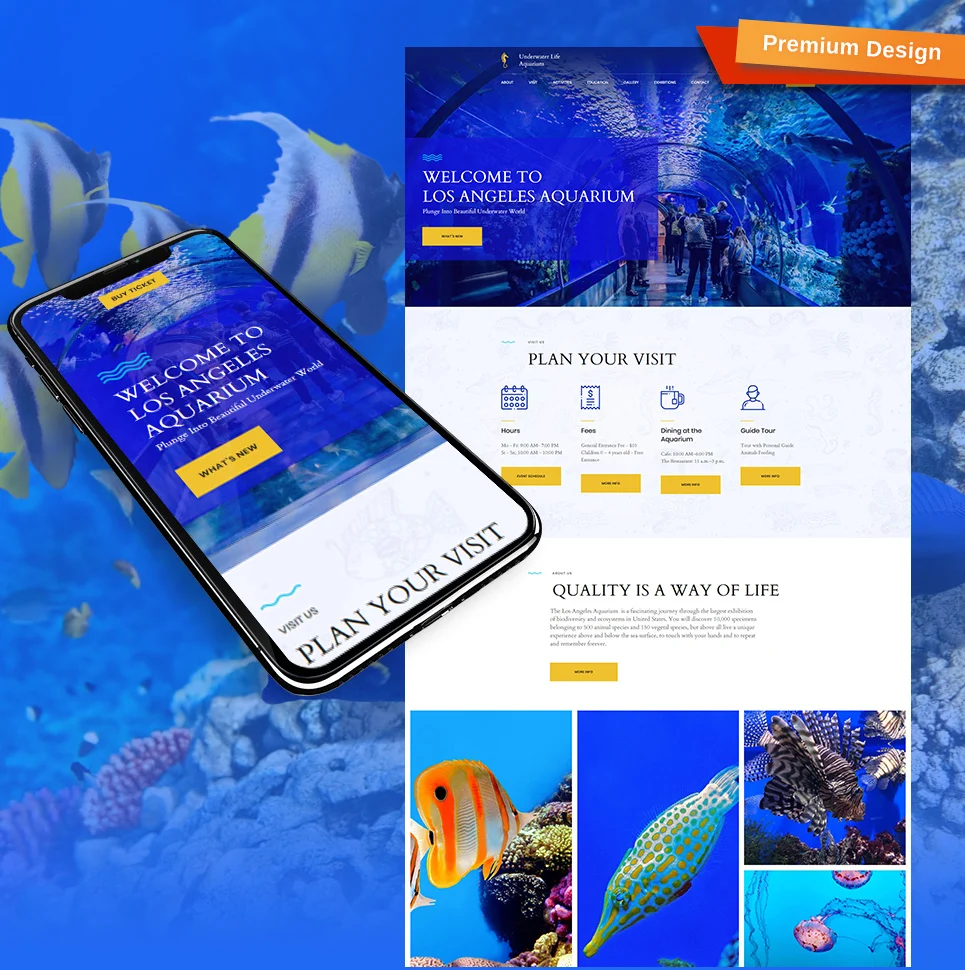 Premium Design
Underwater Life
Aquarium
ABOUT VISIT ACTIVITIES EDUCATION GALLERY EXHIBITIONS CONTACT
WELCOME TO
LOS ANGELES AQUARIUM
Plunge Into Beautiful Underwater World
WHAT'S NEW
BUY TICKET
WELCOME TO
LOS ANGELES
AQUARIUM
Plunge Into Beautiful Underwater World
WHAT'S NEW
VISIT US
PLAN YOUR VISIT
VISIT US
PLAN YOUR VISIT
Hours
Mo - Fr: 9:00 AM - 7:00 PM
St - Sn: 10:00 AM - 10:00 PM
EVENT SCHEDULE
Fees
General Entrance Fee - $10
Children 0 - 4 years old - Free
Entrance
MORE INFO
Dining at the
Aquarium
Cafe: 10:00 AM-6:00 PM
The Restaurant: 11 a.m.-3 p.m.
MORE INFO
Guide Tour
Treat with Personal Guide
Animals Feeding
MORE INFO
ABOUT US
QUALITY IS A WAY OF LIFE
The Los Angeles Aquarium is a fascinating journey through the largest exhibition
of biodiversity and ecosystems in United States. You will discover 10,000 specimens
belonging to 500 animal species and 150 vegetal species, but above all live a unique
experience above and below the sea surface, to touch with your hands and to repeat
and remember forever.
MORE INFO